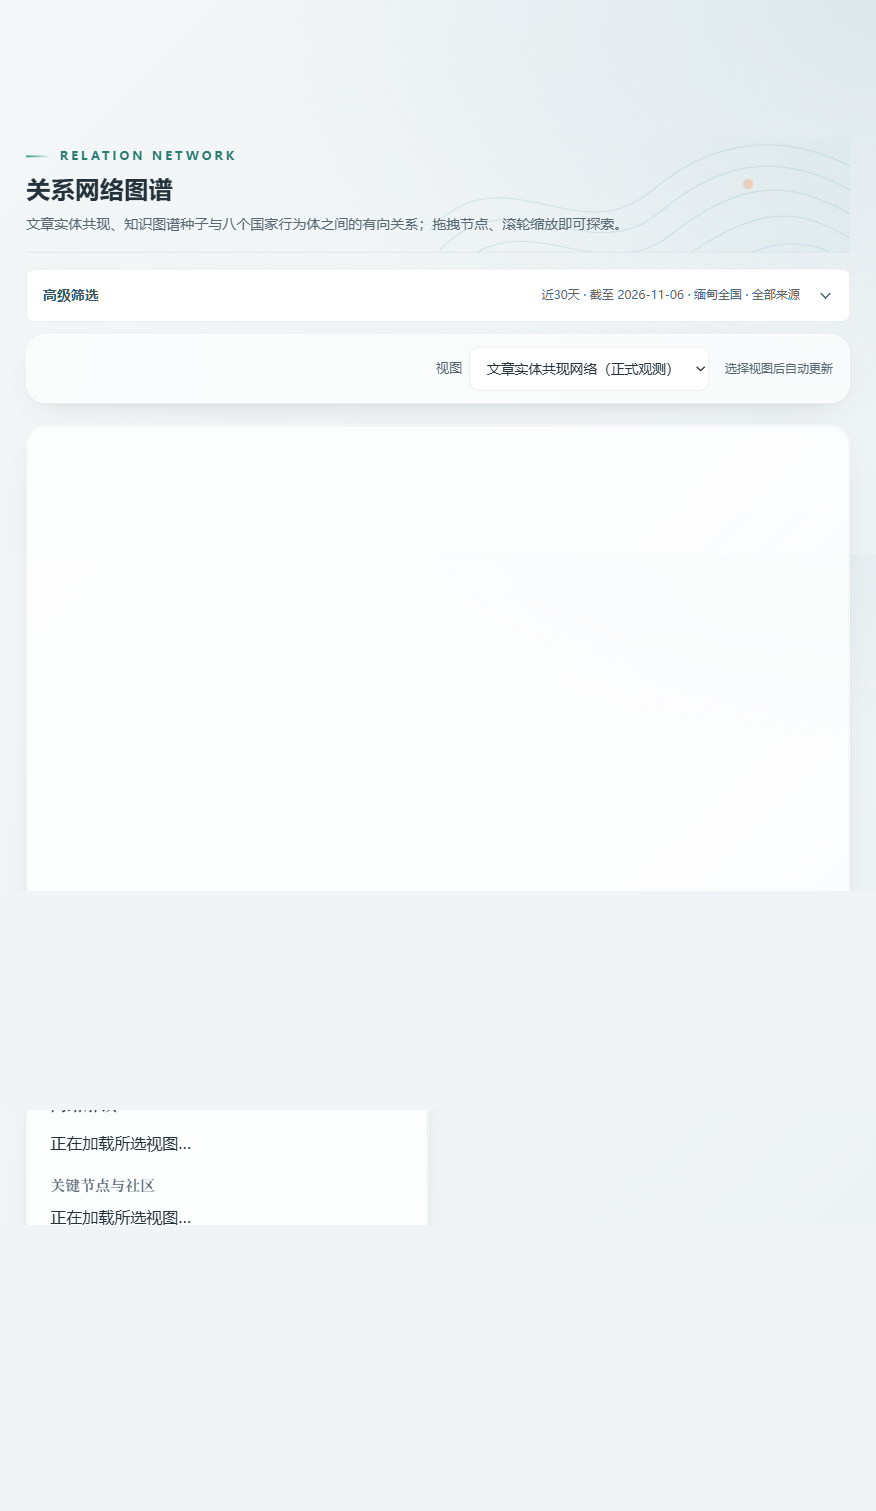 RELATION NETWORK
关系网络图谱
文章实体共现、知识图谱种子与八个国家行为体之间的有向关系；拖拽节点、滚轮缩放即可探索。
高级筛选
近30天 · 截至 2026-11-06 · 缅甸全国 · 全部来源
视图
文章实体共现网络（正式观测）
选择视图后自动更新
正在加载所选视图...
关键节点与社区
正在加载所选视图...